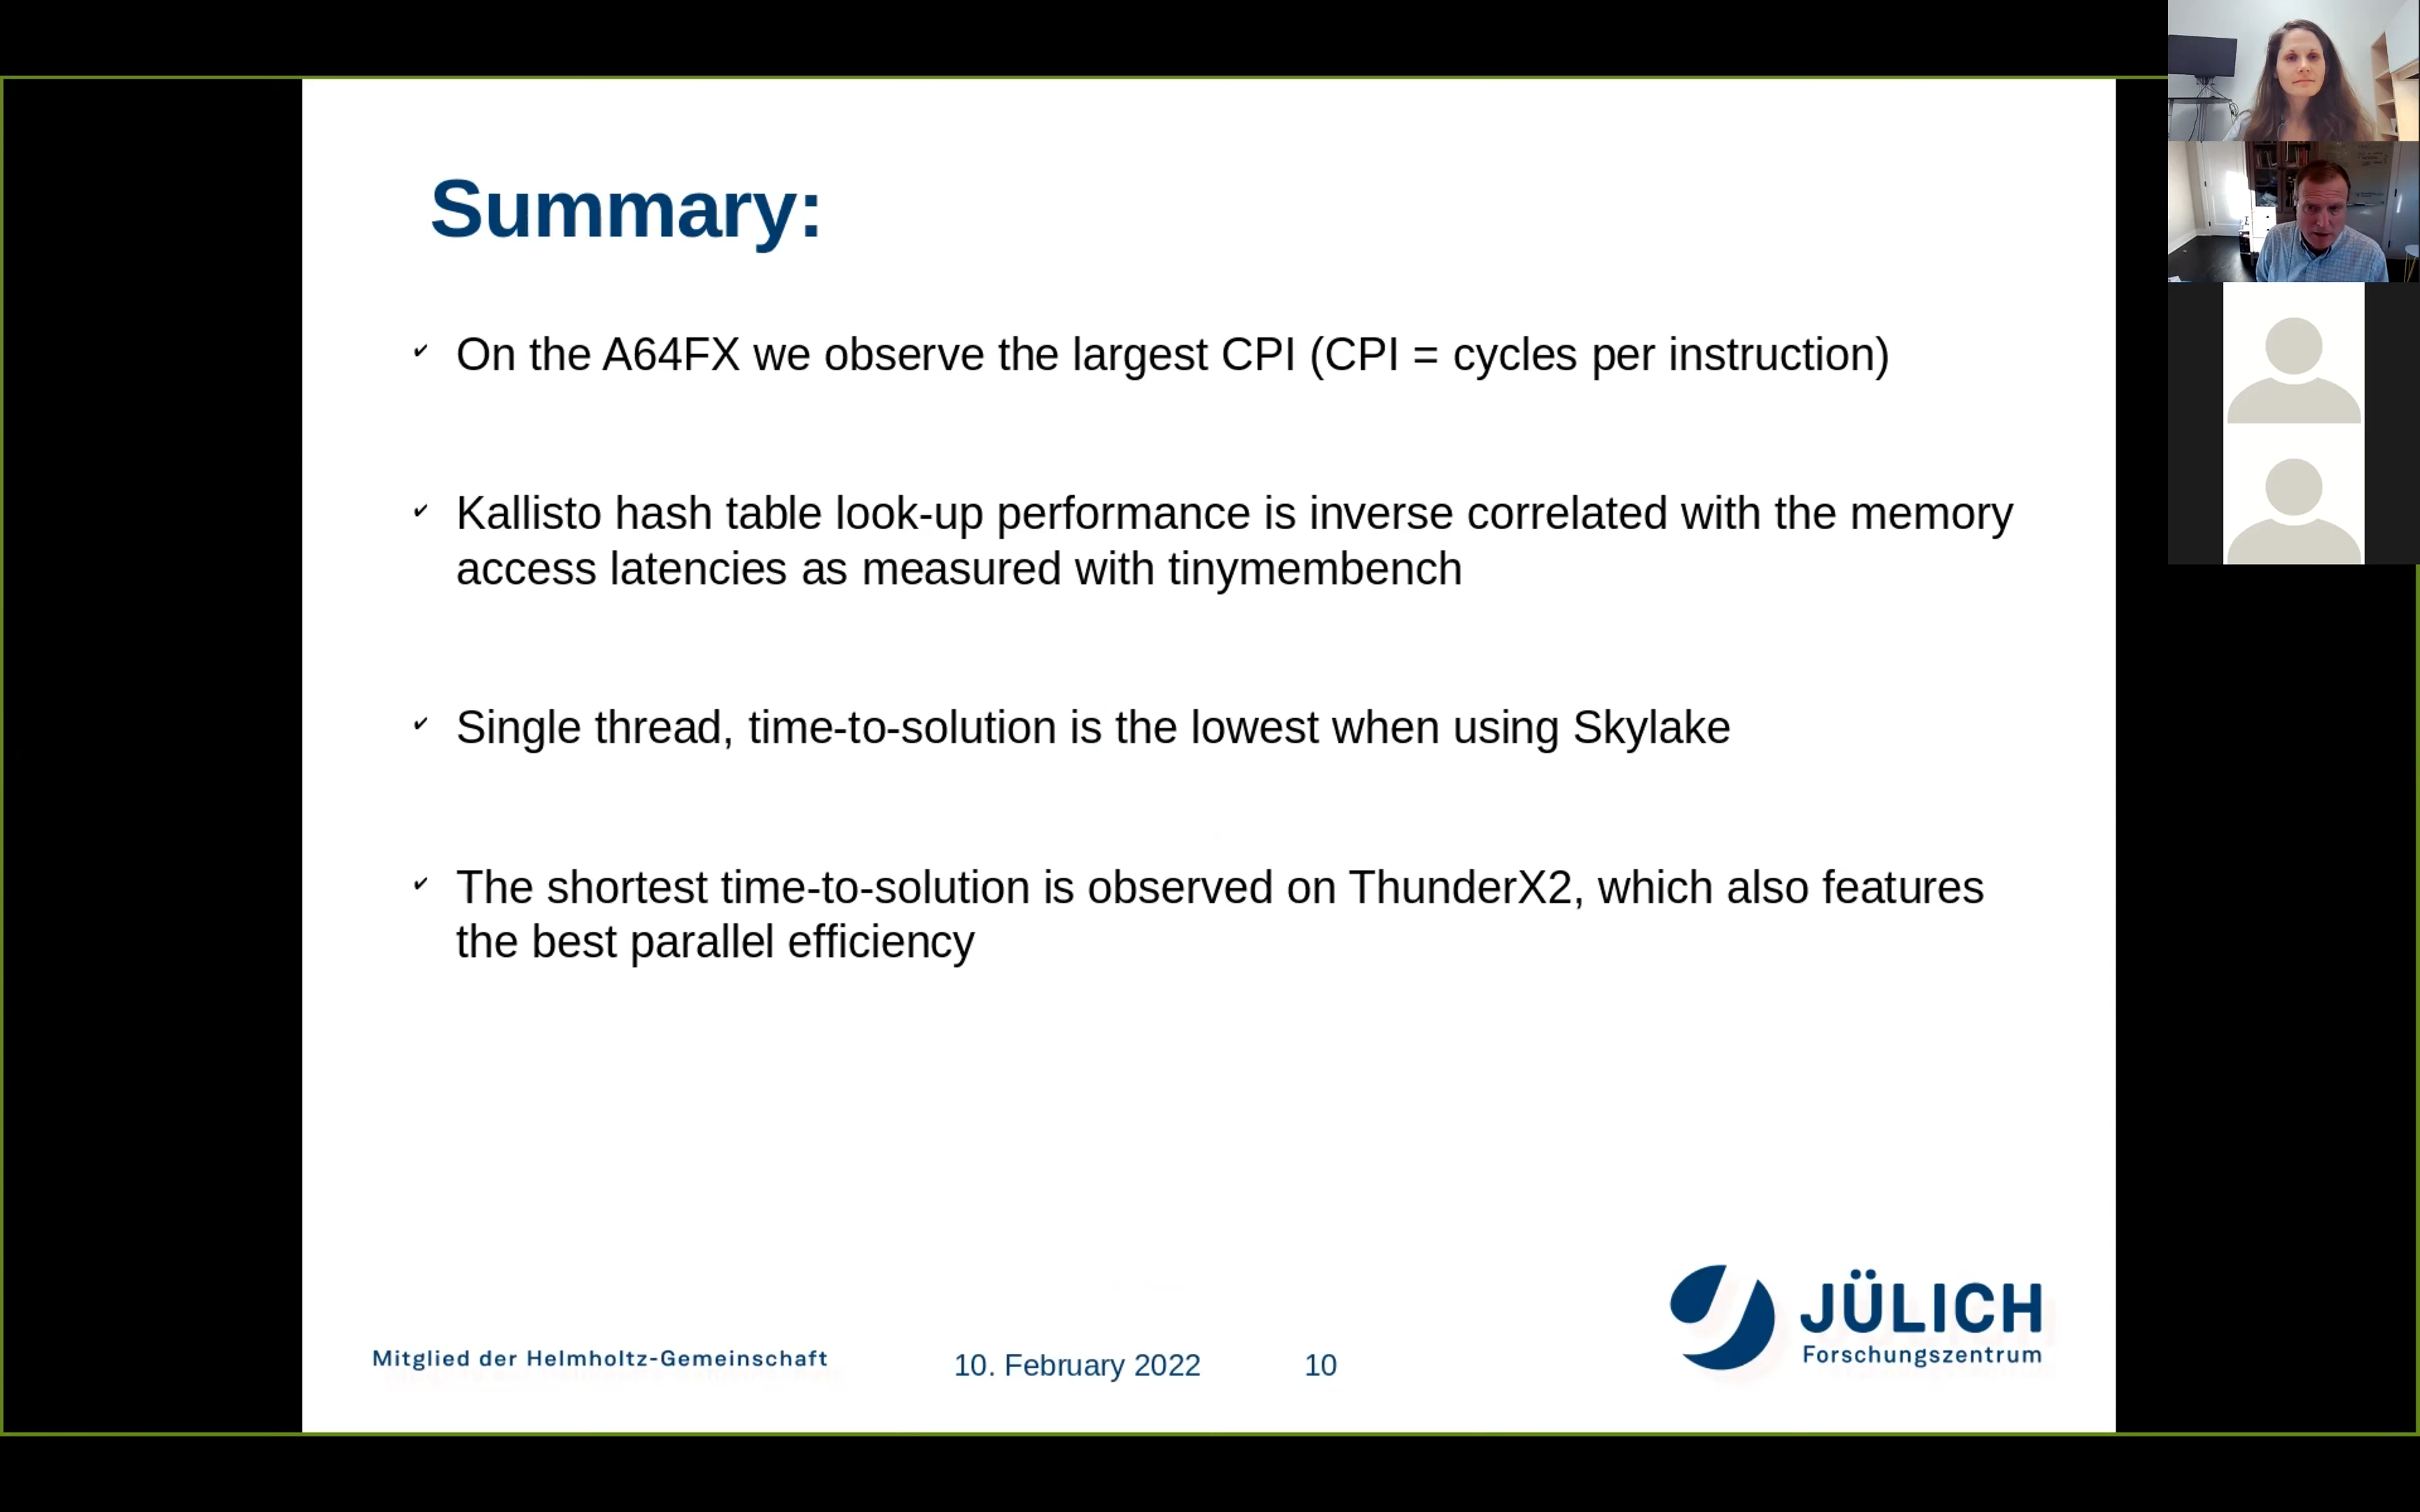 Summary:
On the A64FX we observe the largest CPI (CPI = cycles per instruction)
Kallisto hash table look-up performance is inverse correlated with the memory
access latencies as measured with tinymembench
Single thread, time-to-solution is the lowest when using Skylake
The shortest time-to-solution is observed on ThunderX2, which also features
the best parallel efficiency
Mitglied der Helmholtz-Gemeinschaft
10. February 2022
10
JÜLICH
Forschungszentrum